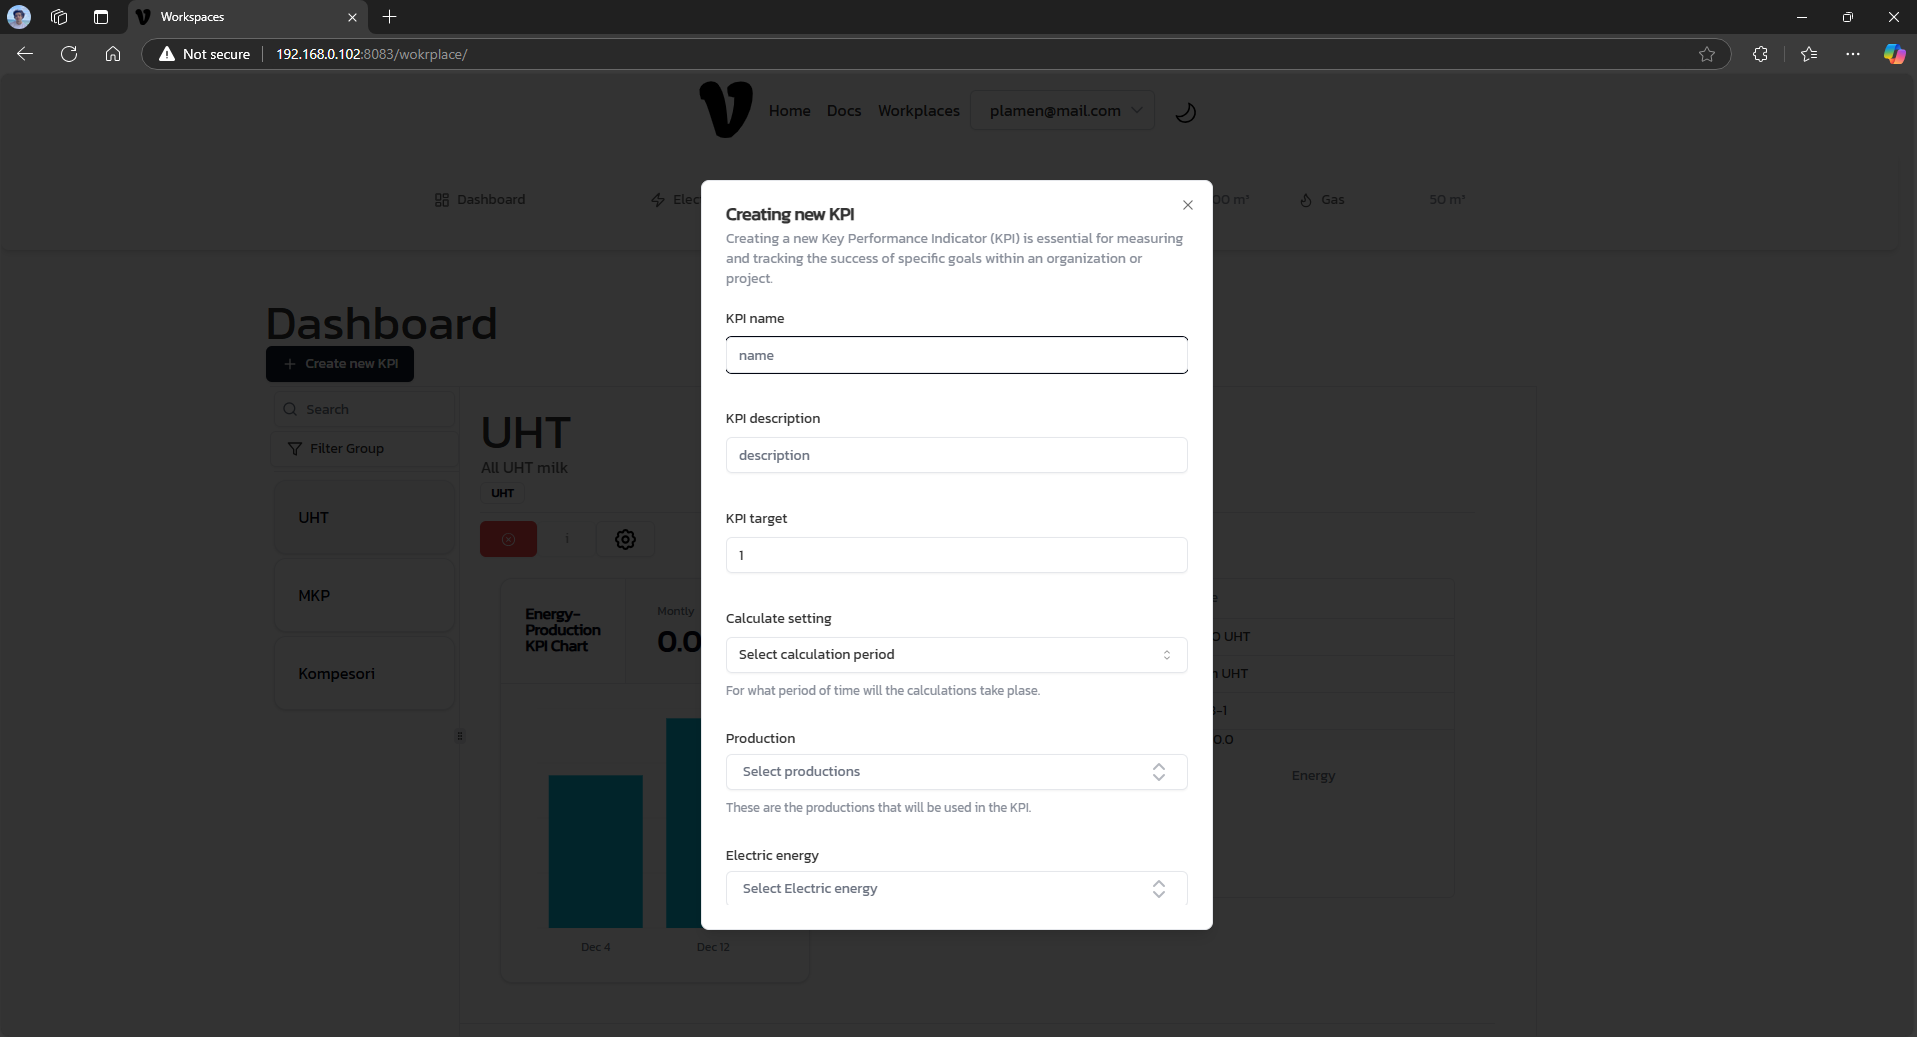 Workspaces
Not secure
192.168.0.102:8083/wokrplace/
Home
Docs
Workplaces
plamen@mail.com
Dashboard
Elec
00 m³
Gas
50 m³
Dashboard
Create new KPI
Search
Filter Group
UHT
MKP
Kompesori
UHT
All UHT milk
UHT
i
Energy-
Production
KPI Chart
Montly
0.0
Dec 4
Dec 12
Creating new KPI
Creating a new Key Performance Indicator (KPI) is essential for measuring
and tracking the success of specific goals within an organization or
project.
KPI name
name
KPI description
description
KPI target
1
Calculate setting
Select calculation period
For what period of time will the calculations take plase.
Production
Select productions
These are the productions that will be used in the KPI.
Electric energy
Select Electric energy
UHT
UHT
-1
0.0
Energy